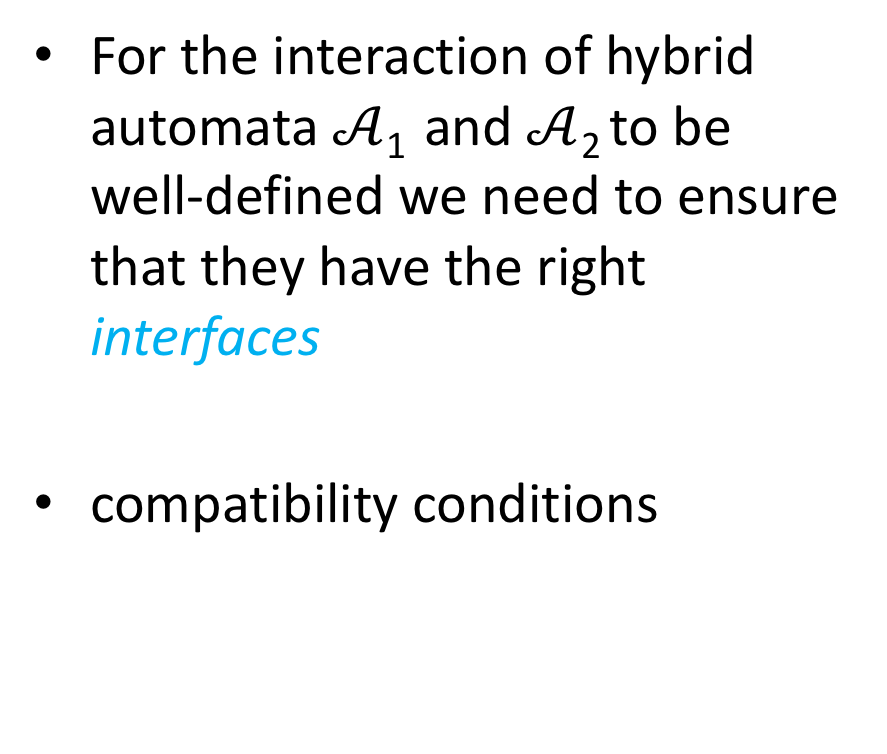 • For the interaction of hybrid
automata 𝒜₁ and 𝒜₂ to be
well-defined we need to ensure
that they have the right
interfaces
• compatibility conditions